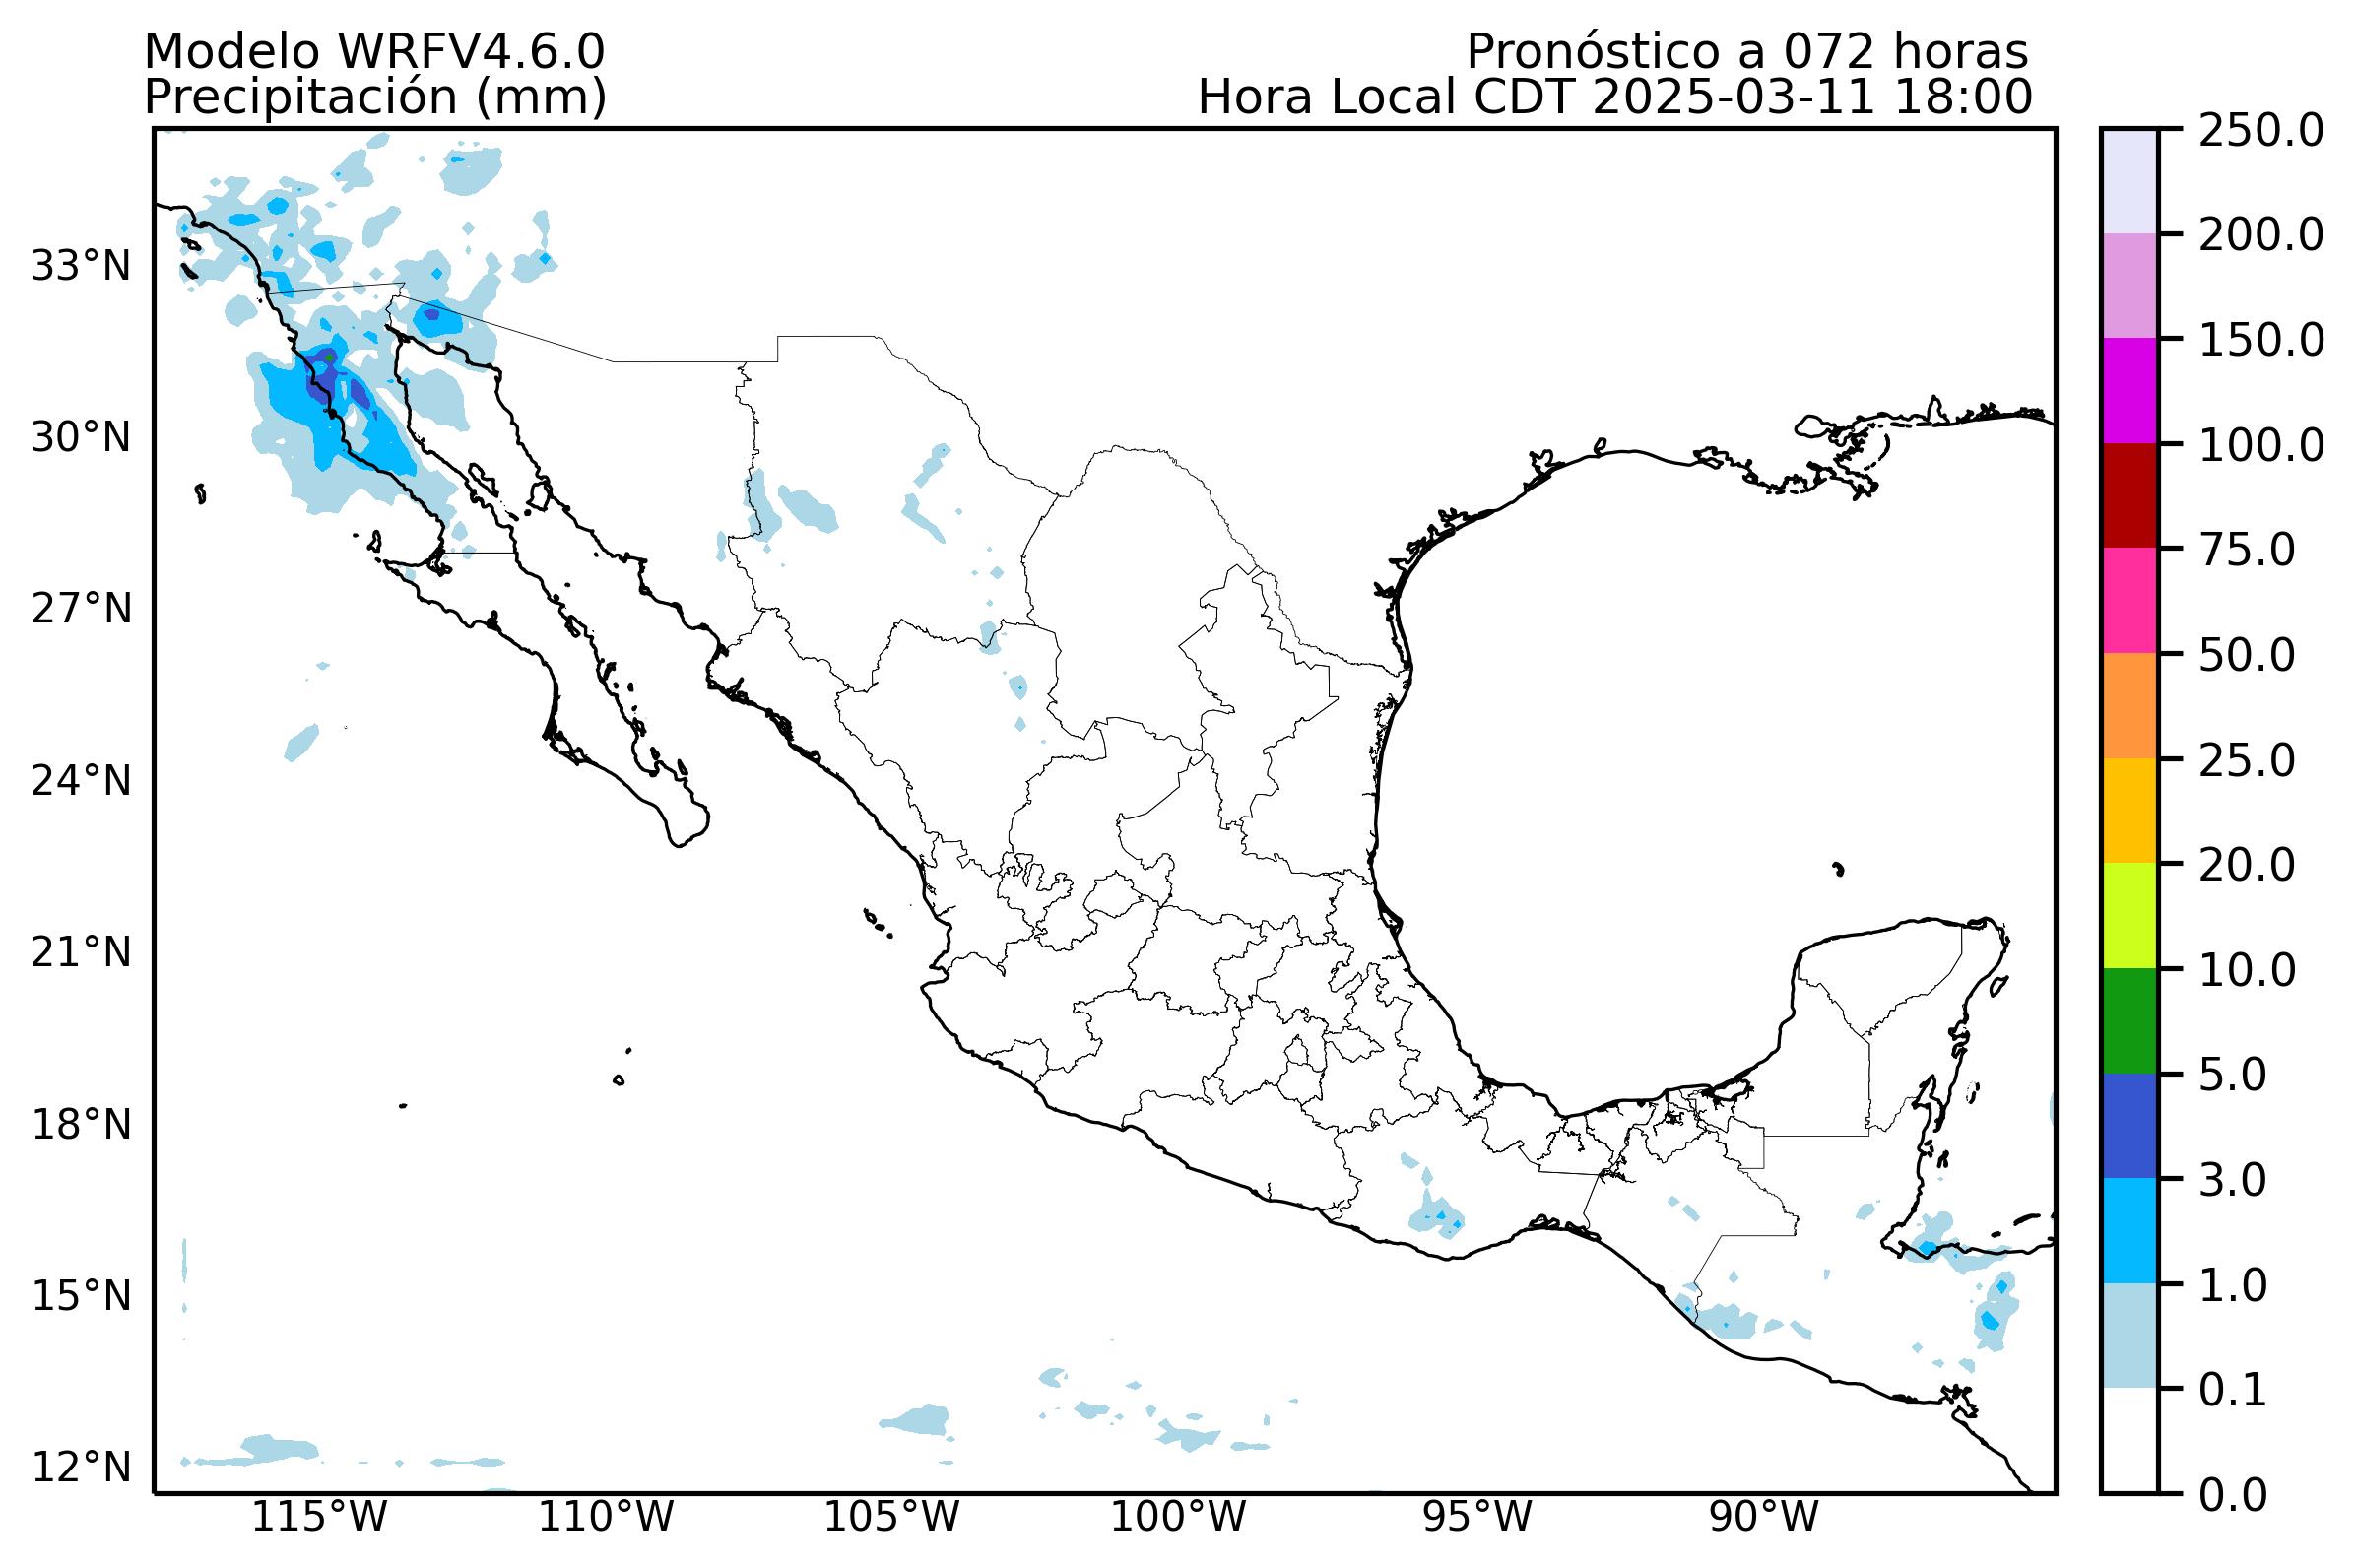 Modelo WRFV4.6.0
Precipitación (mm)
Pronóstico a 072 horas
Hora Local CDT 2025-03-11 18:00
33°N
30°N
27°N
24°N
21°N
18°N
15°N
12°N
115°W
110°W
105°W
100°W
95°W
90°W
250.0
200.0
150.0
100.0
75.0
50.0
25.0
20.0
10.0
5.0
3.0
1.0
0.1
0.0